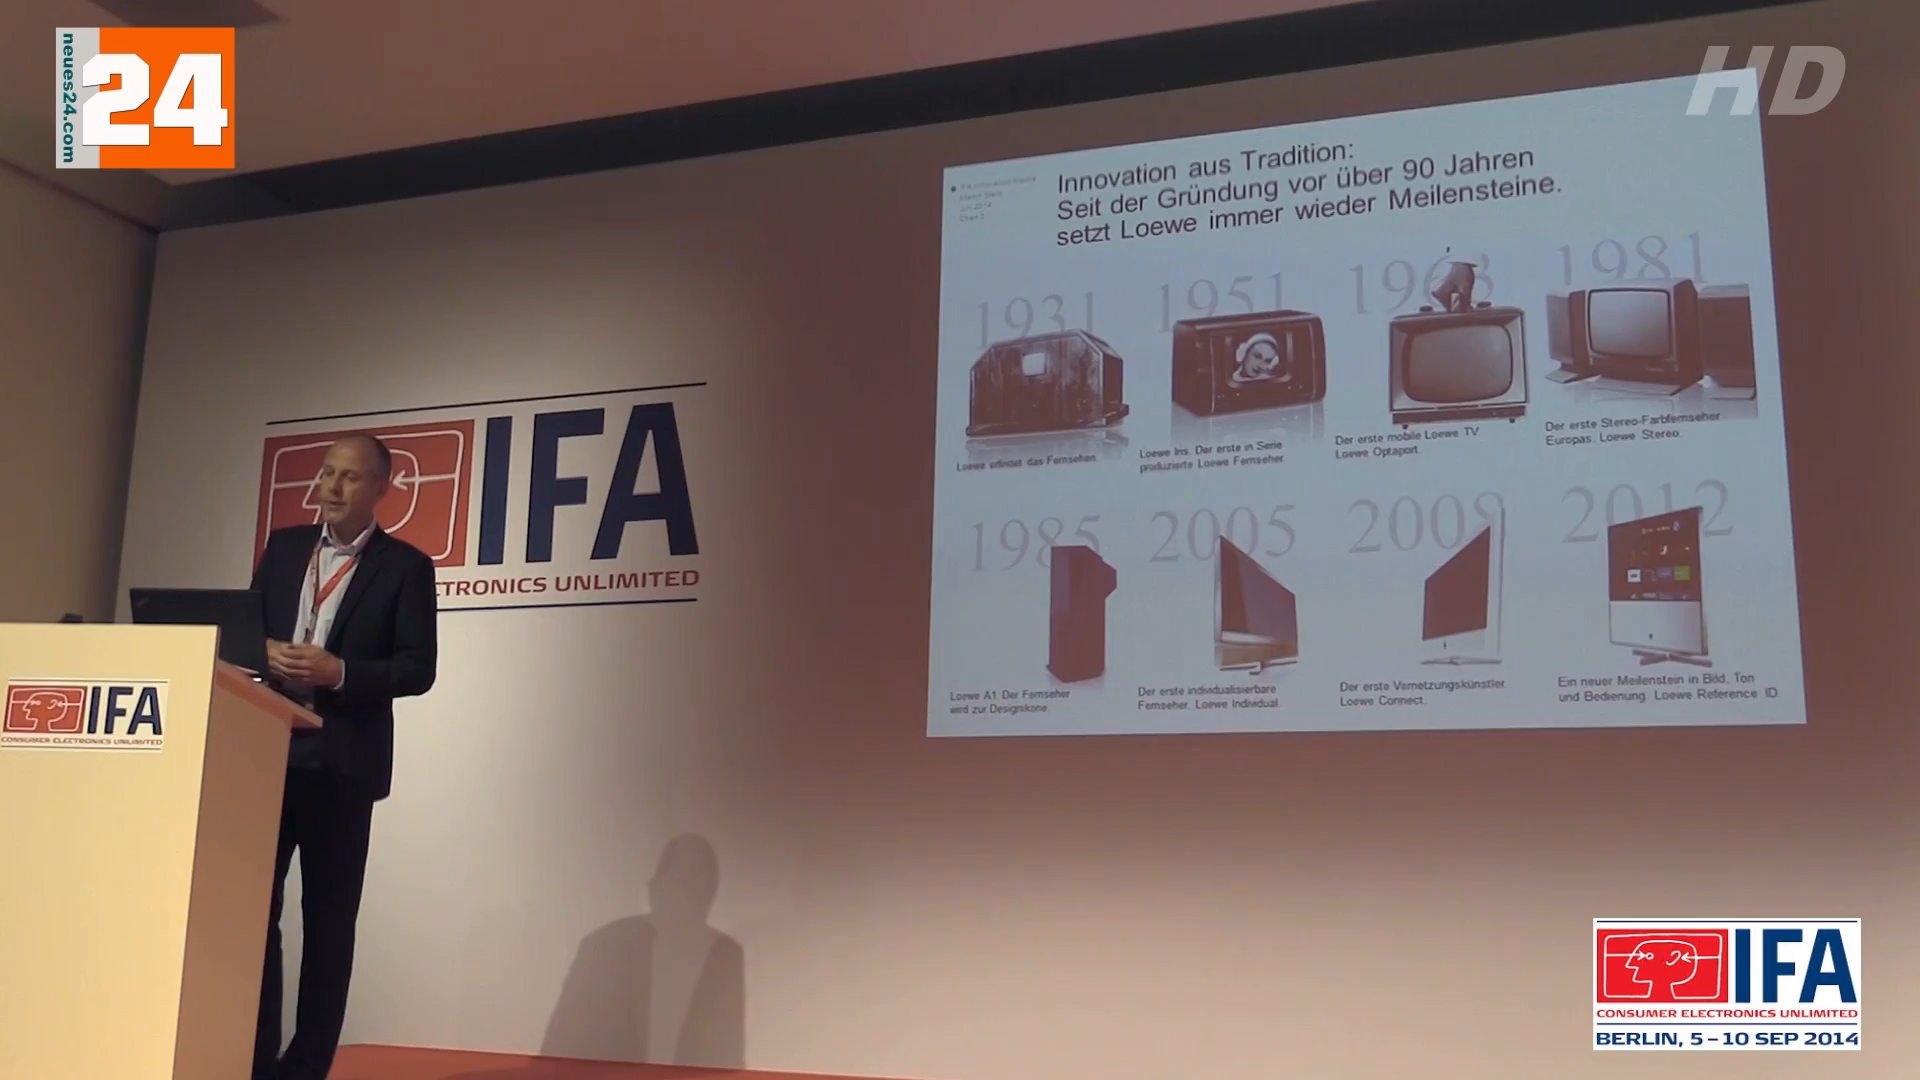 neues24.com
24
HD
Innovation aus Tradition:
Seit der Gründung vor über 90 Jahren
setzt Loewe immer wieder Meilensteine.
1931
1951
1963
1981
Loewe erfindet das Fernsehen.
Loewe Iris. Der erste in Serie
produzierte Loewe Fernseher.
Der erste mobile Loewe TV.
Loewe Optaport.
Der erste Stereo-Farbfernseher
Europas. Loewe Stereo.
1985
2005
2009
2012
Loewe A1. Der Fernseher
wird zur Designikone.
Der erste individualisierbare
Fernseher. Loewe Individual.
Der erste Vernetzungskünstler.
Loewe Connect.
Ein neuer Meilenstein in Bild, Ton
und Bedienung. Loewe Reference ID.
IFA
CTRONICS UNLIMITED
IFA
CONSUMER ELECTRONICS UNLIMITED
IFA
CONSUMER ELECTRONICS UNLIMITED
BERLIN, 5 – 10 SEP 2014